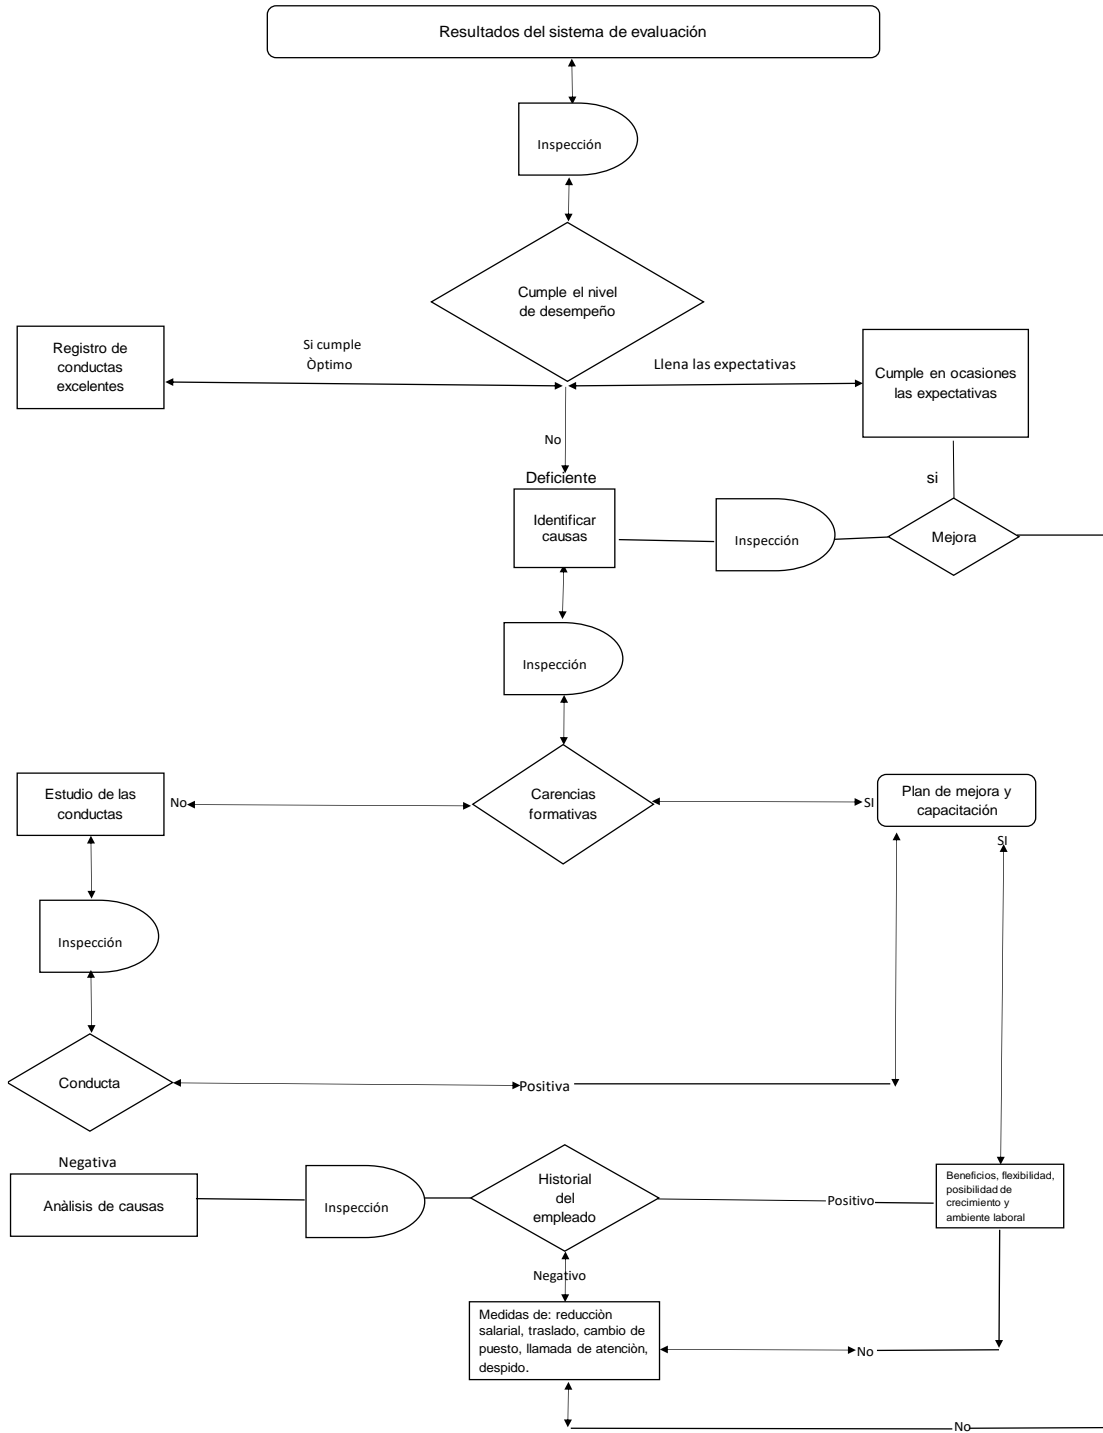 Resultados del sistema de evaluación
Inspección
Cumple el nivel
de desempeño
Si cumple
Òptimo
Llena las expectativas
Registro de
conductas
excelentes
Cumple en ocasiones
las expectativas
No
Deficiente
si
Identificar
causas
Inspección
Mejora
Inspección
Estudio de las
conductas
No
Carencias
formativas
SI
Plan de mejora y
capacitación
SI
Inspección
Conducta
Positiva
Negativa
Anàlisis de causas
Inspección
Historial
del
empleado
Positivo
Beneficios, flexibilidad,
posibilidad de
crecimiento y
ambiente laboral
Negativo
Medidas de: reducciòn
salarial, traslado, cambio de
puesto, llamada de atenciòn,
despido.
No
No